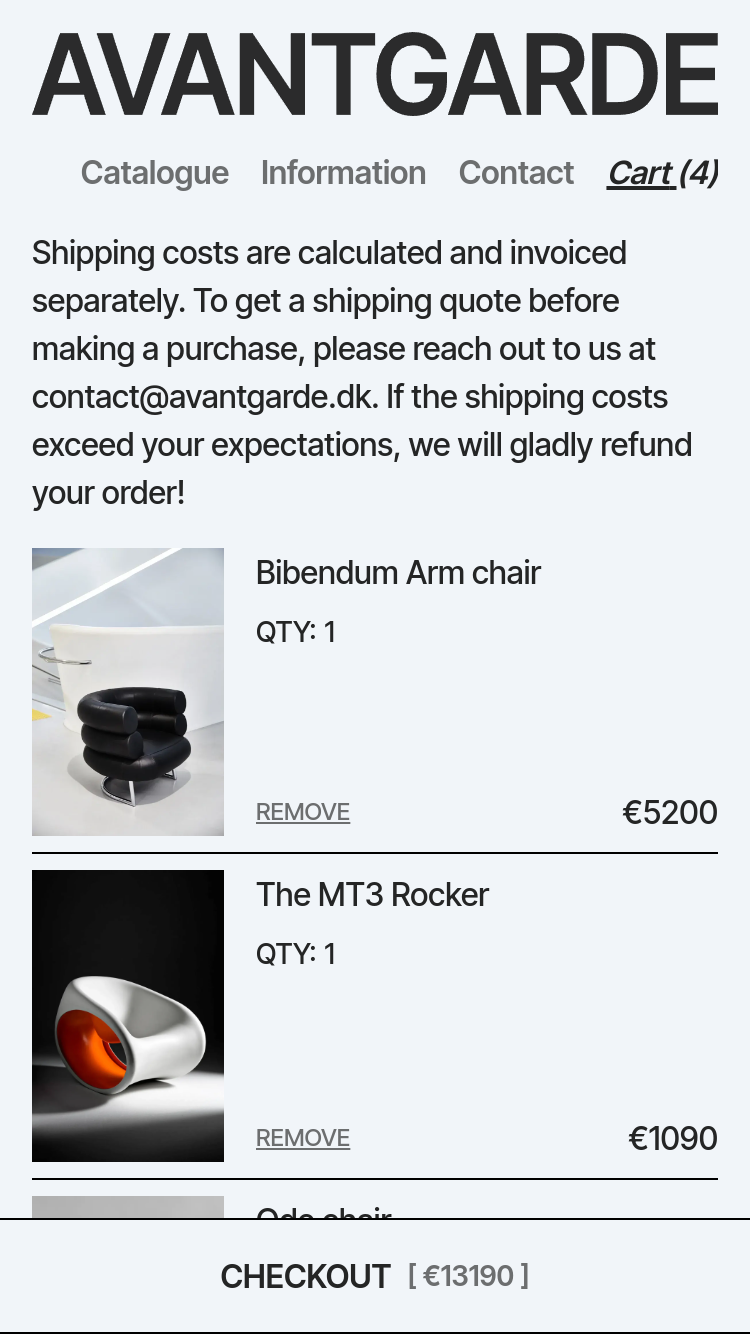 AVANTGARDE
Catalogue Information Contact Cart (4)
Shipping costs are calculated and invoiced
separately. To get a shipping quote before
making a purchase, please reach out to us at
contact@avantgarde.dk. If the shipping costs
exceed your expectations, we will gladly refund
your order!
Bibendum Arm chair
QTY: 1
REMOVE €5200
The MT3 Rocker
QTY: 1
REMOVE €1090
chair
CHECKOUT [ €13190 ]